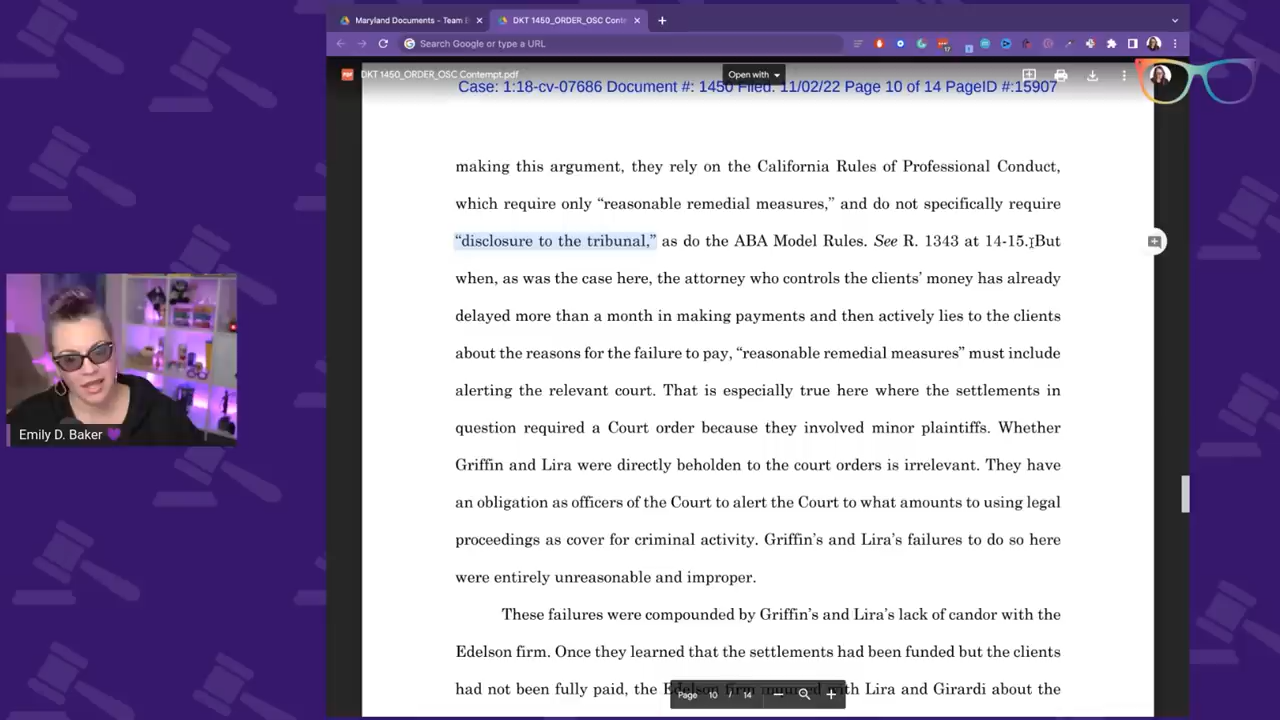 Maryland Documents - Team
DKT 1450_ORDER_OSC Conte
Search Google or type a URL
DKT 1450_ORDER_OSC Contempt.pdf
Open with
Case: 1:18-cv-07686 Document #: 1450 Filed: 11/02/22 Page 10 of 14 PageID #:15907
making this argument, they rely on the California Rules of Professional Conduct,
which require only “reasonable remedial measures,” and do not specifically require
“disclosure to the tribunal,” as do the ABA Model Rules. See R. 1343 at 14-15. But
when, as was the case here, the attorney who controls the clients’ money has already
delayed more than a month in making payments and then actively lies to the clients
about the reasons for the failure to pay, “reasonable remedial measures” must include
alerting the relevant court. That is especially true here where the settlements in
question required a Court order because they involved minor plaintiffs. Whether
Griffin and Lira were directly beholden to the court orders is irrelevant. They have
an obligation as officers of the Court to alert the Court to what amounts to using legal
proceedings as cover for criminal activity. Griffin’s and Lira’s failures to do so here
were entirely unreasonable and improper.
These failures were compounded by Griffin’s and Lira’s lack of candor with the
Edelson firm. Once they learned that the settlements had been funded but the clients
had not been fully paid, the Edelson firm inquired with Lira and Girardi about the
Page 10 / 14
Emily D. Baker 💜